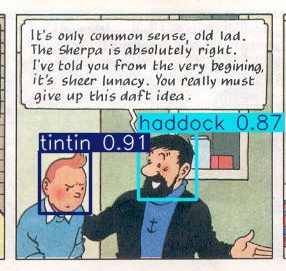 It's only common sense, old lad.
The Sherpa is absolutely right.
I've told you from the very begining,
it's sheer lunacy. You really must
give up this daft idea.
haddock 0.87
tintin 0.91